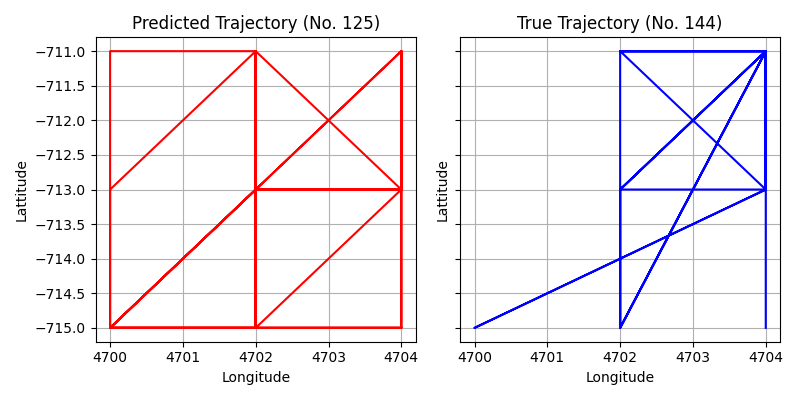 Predicted Trajectory (No. 125)
True Trajectory (No. 144)
−711.0
−711.5
−712.0
−712.5
−713.0
−713.5
−714.0
−714.5
−715.0
Lattitude
Lattitude
4700 4701 4702 4703 4704
4700 4701 4702 4703 4704
Longitude
Longitude